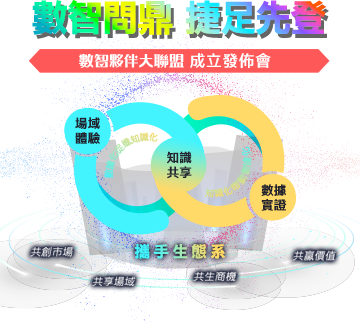 數智問鼎 捷足先登
數智夥伴大聯盟 成立發佈會
場域
體驗
知識
共享
數據
實證
攜手生態系
共創市場
共享場域
共生商機
共贏價值